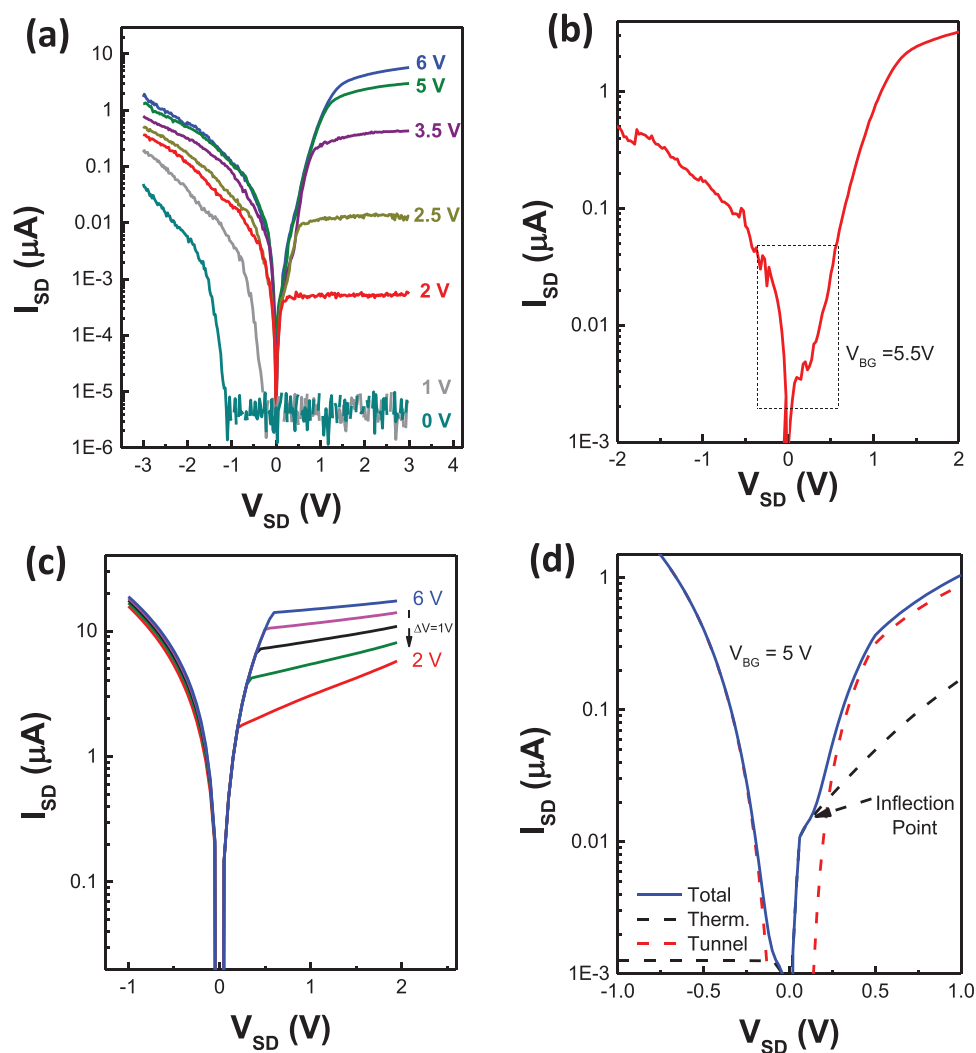 (a)
10
1
0.1
0.01
1E-3
1E-4
1E-5
1E-6
I_SD (µA)
6 V
5 V
3.5 V
2.5 V
2 V
1 V
0 V
-3 -2 -1 0 1 2 3 4
V_SD (V)
(b)
1
0.1
0.01
1E-3
I_SD (µA)
V_BG =5.5V
-2 -1 0 1 2
V_SD (V)
(c)
10
1
0.1
I_SD (µA)
6 V
ΔV=1V
2 V
-1 0 1 2
V_SD (V)
(d)
1
0.1
0.01
1E-3
I_SD (µA)
V_BG = 5 V
Inflection
Point
Total
Therm.
Tunnel
-1.0 -0.5 0.0 0.5 1.0
V_SD (V)